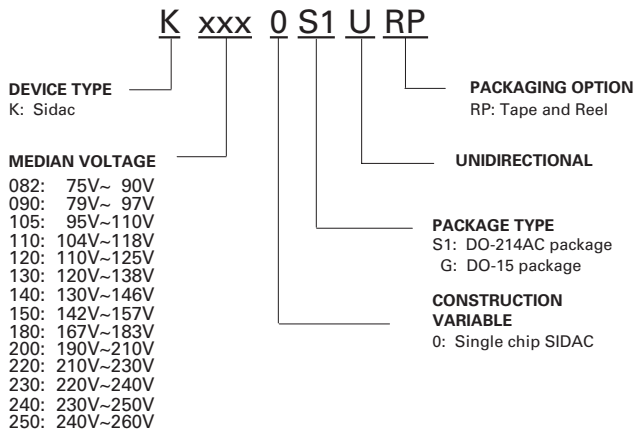 K xxx 0 S1 U RP
DEVICE TYPE
K: Sidac
MEDIAN VOLTAGE
082: 75V~ 90V
090: 79V~ 97V
105: 95V~110V
110: 104V~118V
120: 110V~125V
130: 120V~138V
140: 130V~146V
150: 142V~157V
180: 167V~183V
200: 190V~210V
220: 210V~230V
230: 220V~240V
240: 230V~250V
250: 240V~260V
PACKAGING OPTION
RP: Tape and Reel
UNIDIRECTIONAL
PACKAGE TYPE
S1: DO-214AC package
G: DO-15 package
CONSTRUCTION
VARIABLE
0: Single chip SIDAC